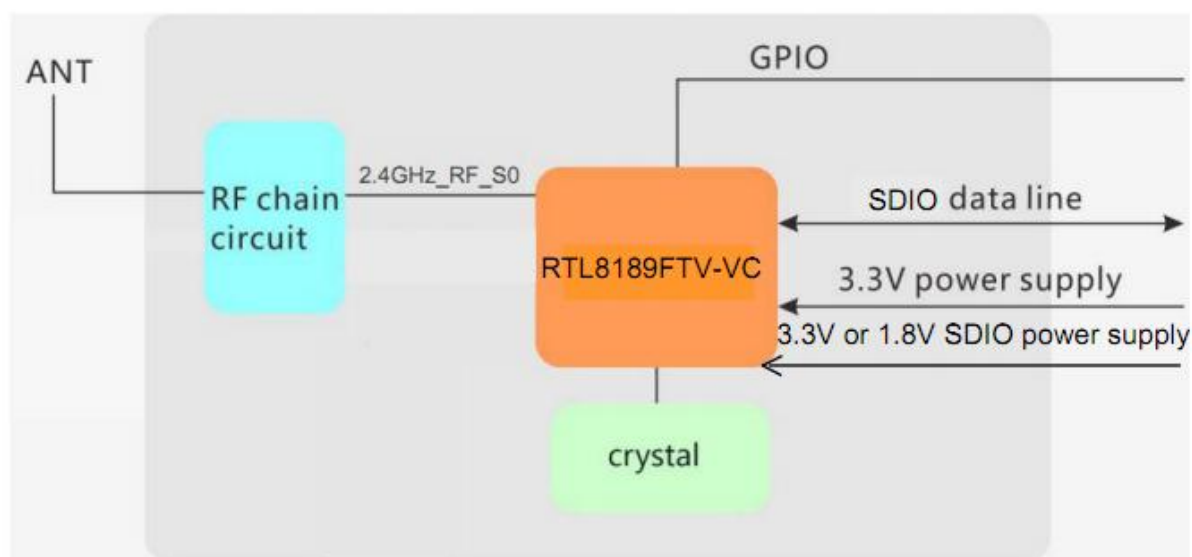 ANT
GPIO
2.4GHz_RF_S0
RF chain
circuit
SDIO data line
RTL8189FTV-VC
3.3V power supply
3.3V or 1.8V SDIO power supply
crystal